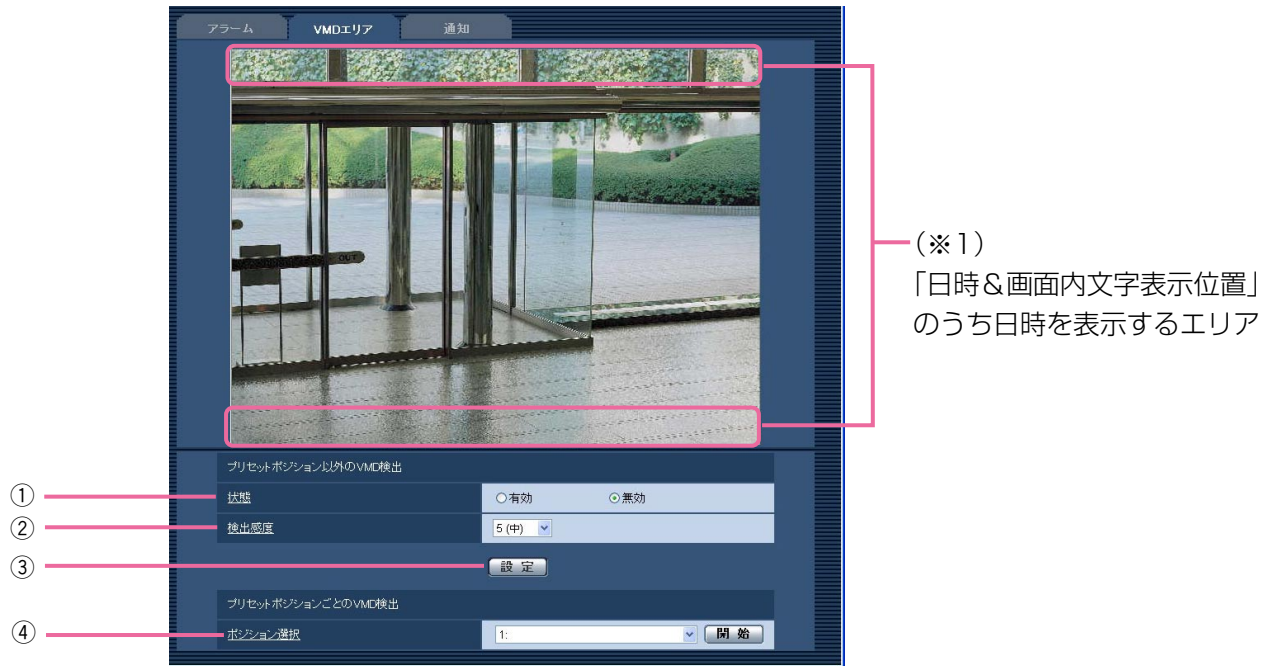 アラーム VMDエリア 通知
OUT
(※1)
「日時&画面内文字表示位置」
のうち日時を表示するエリア
プリセットポジション以外のVMD検出
① 状態 有効 無効
② 検出感度 5 (中)
③ 設 定
プリセットポジションごとのVMD検出
④ ポジション選択 1: 開 始